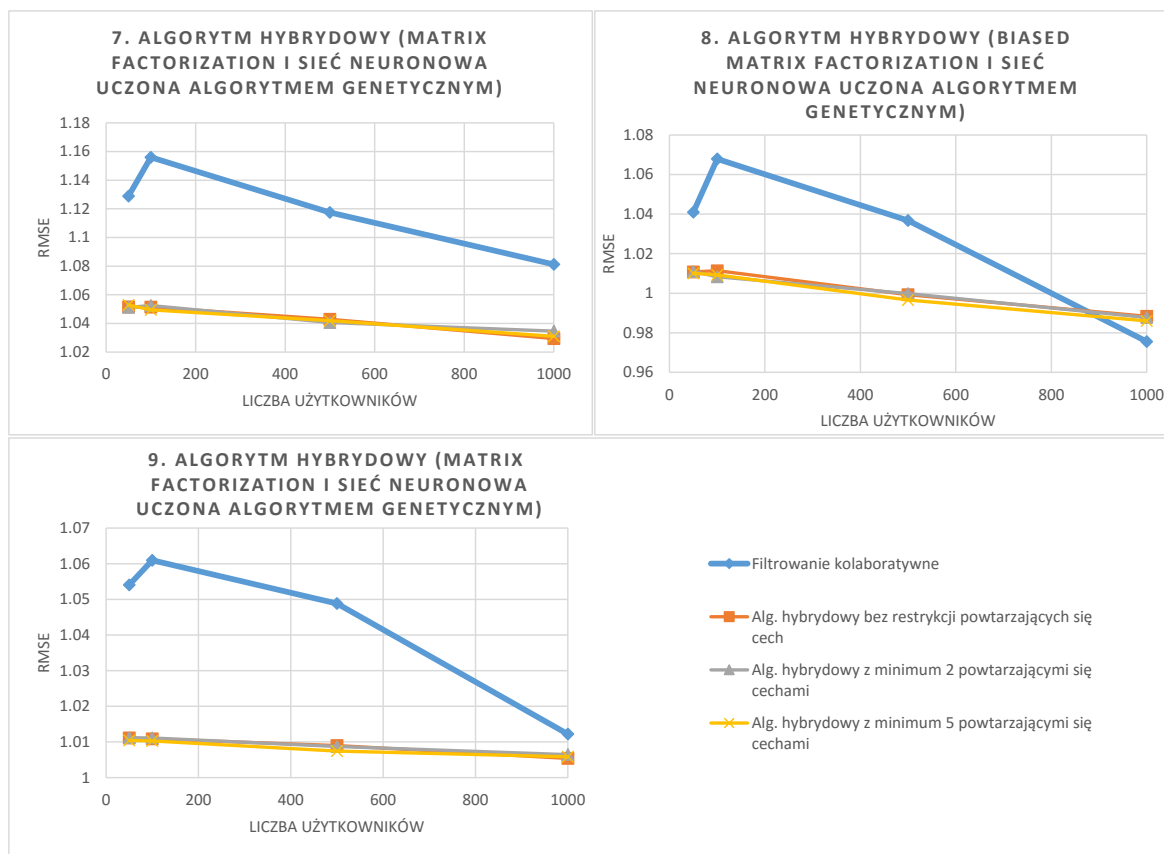 7. ALGORYTM HYBRYDOWY (MATRIX
FACTORIZATION I SIEĆ NEURONOWA
UCZONA ALGORYTMEM GENETYCZNYM)
1.18
1.16
1.14
1.12
1.1
1.08
1.06
1.04
1.02
RMSE
0 200 400 600 800 1000
LICZBA UŻYTKOWNIKÓW
8. ALGORYTM HYBRYDOWY (BIASED
MATRIX FACTORIZATION I SIEĆ
NEURONOWA UCZONA ALGORYTMEM
GENETYCZNYM)
1.08
1.06
1.04
1.02
1
0.98
0.96
RMSE
0 200 400 600 800 1000
LICZBA UŻYTKOWNIKÓW
9. ALGORYTM HYBRYDOWY (MATRIX
FACTORIZATION I SIEĆ NEURONOWA
UCZONA ALGORYTMEM GENETYCZNYM)
1.07
1.06
1.05
1.04
1.03
1.02
1.01
1
RMSE
0 200 400 600 800 1000
LICZBA UŻYTKOWNIKÓW
Filtrowanie kolaboratywne
Alg. hybrydowy bez restrykcji powtarzających się
cech
Alg. hybrydowy z minimum 2 powtarzającymi się
cechami
Alg. hybrydowy z minimum 5 powtarzającymi się
cechami